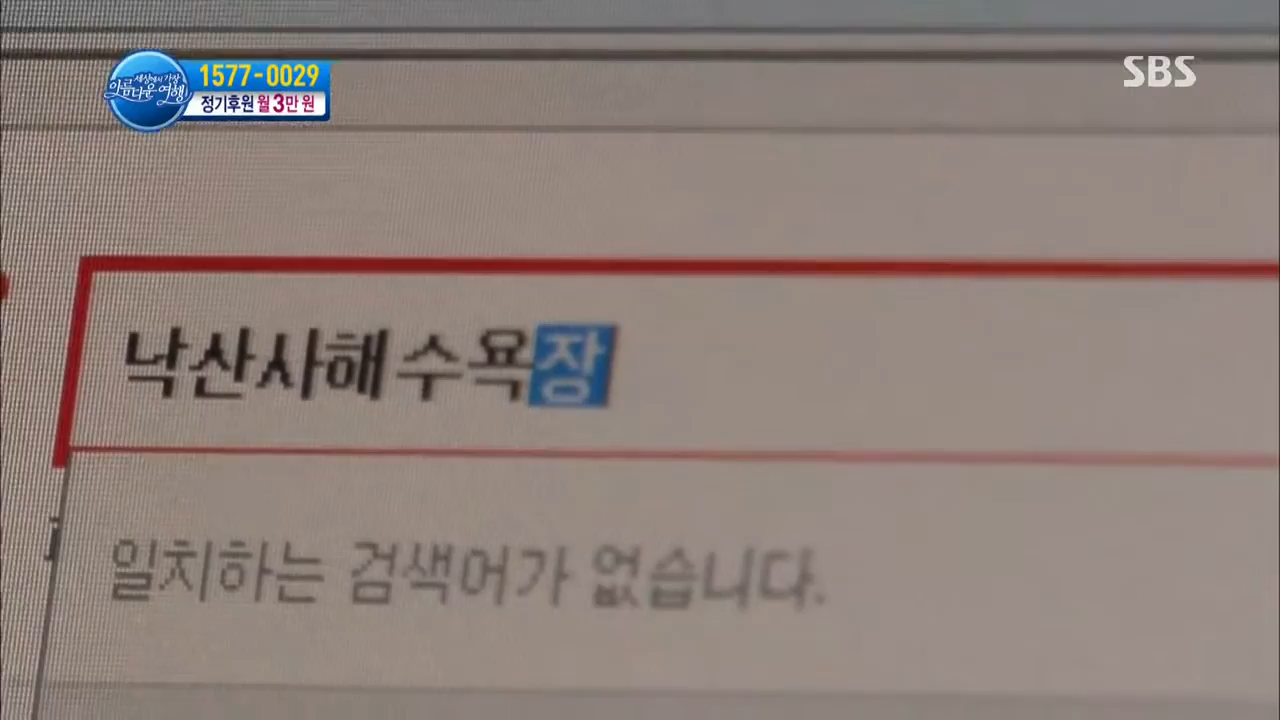 세상에서 가장
아름다운 여행
1577-0029
정기후원 월 3만 원
SBS
낙산사해수욕장
일치하는 검색어가 없습니다.